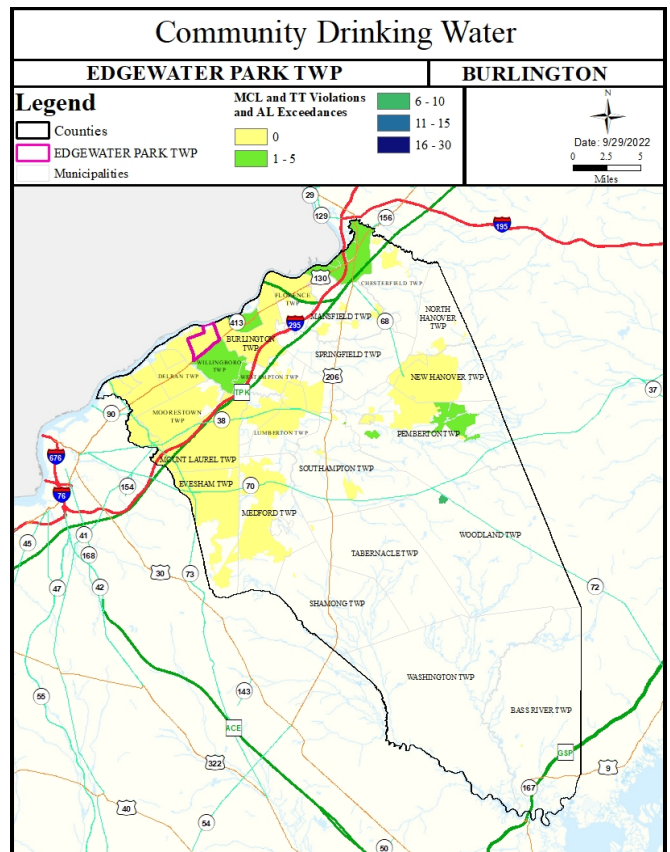 Community Drinking Water
EDGEWATER PARK TWP
BURLINGTON
Legend
Counties
EDGEWATER PARK TWP
Municipalities
MCL and TT Violations
and AL Exceedances
0
1 - 5
6 - 10
11 - 15
16 - 30
N
Date: 9/29/2022
0 2.5 5
Miles
29
129
156
195
130
CHESTERFIELD TWP
FLORENCE
TWP
NORTH
HANOVER
TWP
MANSFIELD TWP
68
413
295
BURLINGTON
TWP
SPRINGFIELD TWP
WILLINGBORO
TWP
DELRAN TWP
WESTAMPTON TWP
206
NEW HANOVER TWP
TPK
37
90
MOORESTOWN
TWP
38
LUMBERTON TWP
PEMBERTON TWP
676
MOUNT LAUREL TWP
SOUTHAMPTON TWP
76
154
EVESHAM TWP
70
MEDFORD TWP
45
41
168
WOODLAND TWP
TABERNACLE TWP
30
73
47
42
72
SHAMONG TWP
WASHINGTON TWP
55
143
BASS RIVER TWP
ACE
GSP
322
9
167
40
54
50